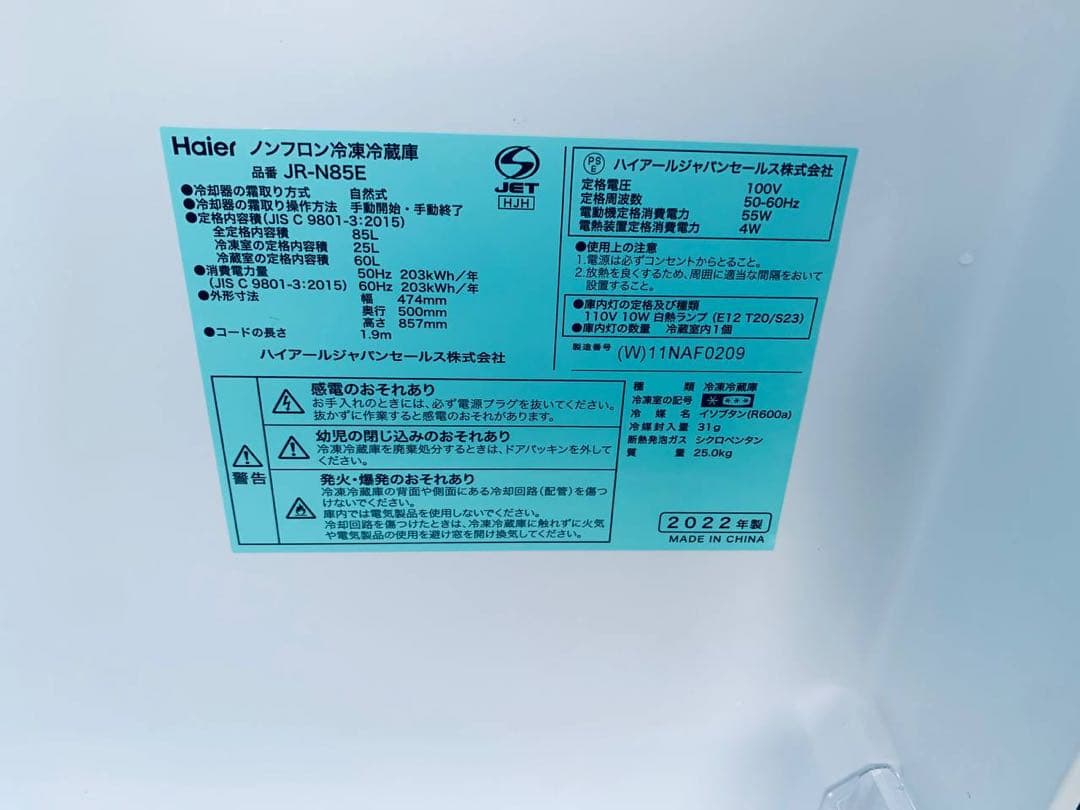 Haier ノンフロン冷凍冷蔵庫
品番 JR-N85E
●冷却器の霜取り方式 自然式
●冷却器の霜取り操作方法 手動開始・手動終了
●定格内容積(JIS C 9801-3:2015)
全定格内容積 85L
冷凍室の定格内容積 25L
冷蔵室の定格内容積 60L
●消費電力量 50Hz 203kWh/年
(JIS C 9801-3:2015) 60Hz 203kWh/年
●外形寸法 幅 474mm
奥行 500mm
高さ 857mm
●コードの長さ 1.9m
ハイアールジャパンセールス株式会社
JET
HJH
PS
E
ハイアールジャパンセールス株式会社
定格電圧 100V
定格周波数 50-60Hz
電動機定格消費電力 55W
電熱装置定格消費電力 4W
●使用上の注意
1.電源は必ずコンセントからとること。
2.放熱を良くするため、周囲に適当な間隔をおいて
設置すること。
●庫内灯の定格及び種類
110V 10W 白熱ランプ (E12 T20/S23)
●庫内灯の数量 冷蔵室内1個
製造番号 (W)11NAF0209
警告
感電のおそれあり
お手入れのときには、必ず電源プラグを抜いてください。
抜かずに作業すると感電のおそれがあります。
幼児の閉じ込みのおそれあり
冷凍冷蔵庫を廃棄処分するときは、ドアパッキンを外して
ください。
発火・爆発のおそれあり
冷凍冷蔵庫の背面や側面にある冷却回路(配管)を傷つ
けないでください。
庫内では電気製品を使用しないでください。
冷却回路を傷つけたときは、冷凍冷蔵庫に触れずに火気
や電気製品の使用を避け窓を開け換気してください。
種類 冷凍冷蔵庫
冷凍室の記号
冷媒名 イソブタン(R600a)
冷媒封入量 31g
断熱発泡ガス シクロペンタン
質量 25.0kg
2022年製
MADE IN CHINA